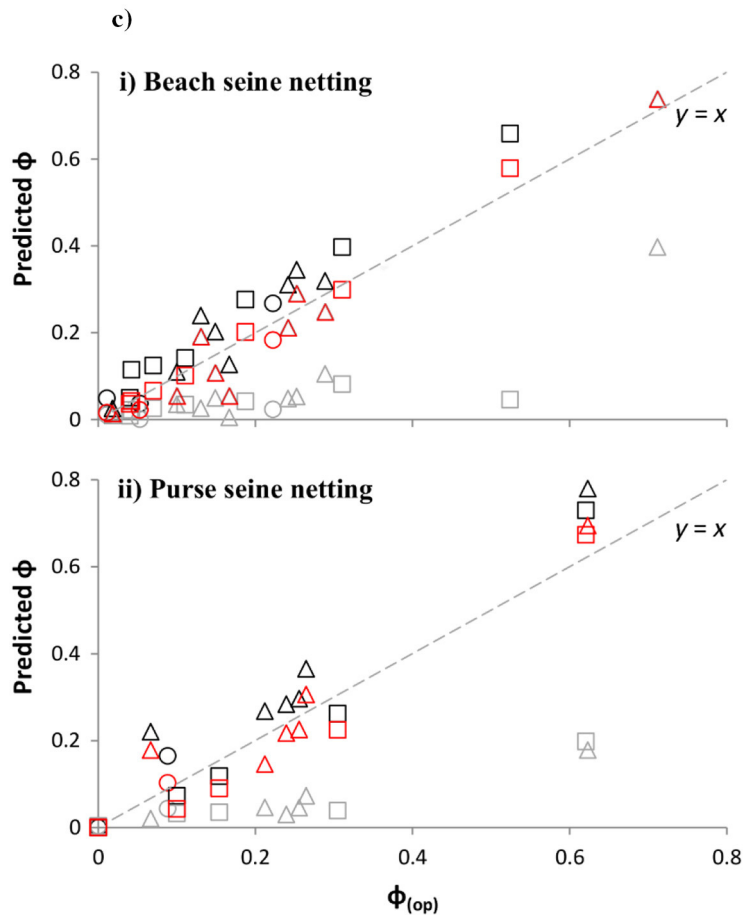 c)
i) Beach seine netting
0.8
0.6
0.4
0.2
0
Predicted ϕ
y = x
ii) Purse seine netting
0.8
0.6
0.4
0.2
0
Predicted ϕ
y = x
0
0.2
0.4
0.6
0.8
ϕ(op)